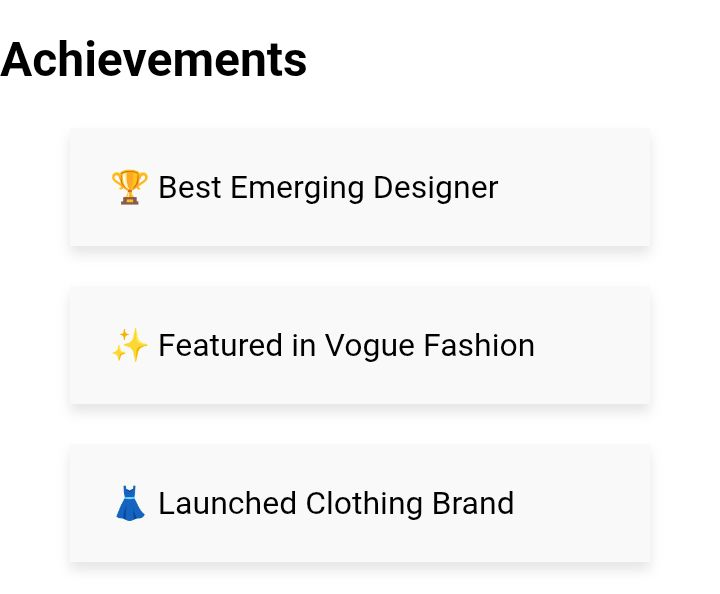 Achievements
🏆 Best Emerging Designer
✨ Featured in Vogue Fashion
👗 Launched Clothing Brand